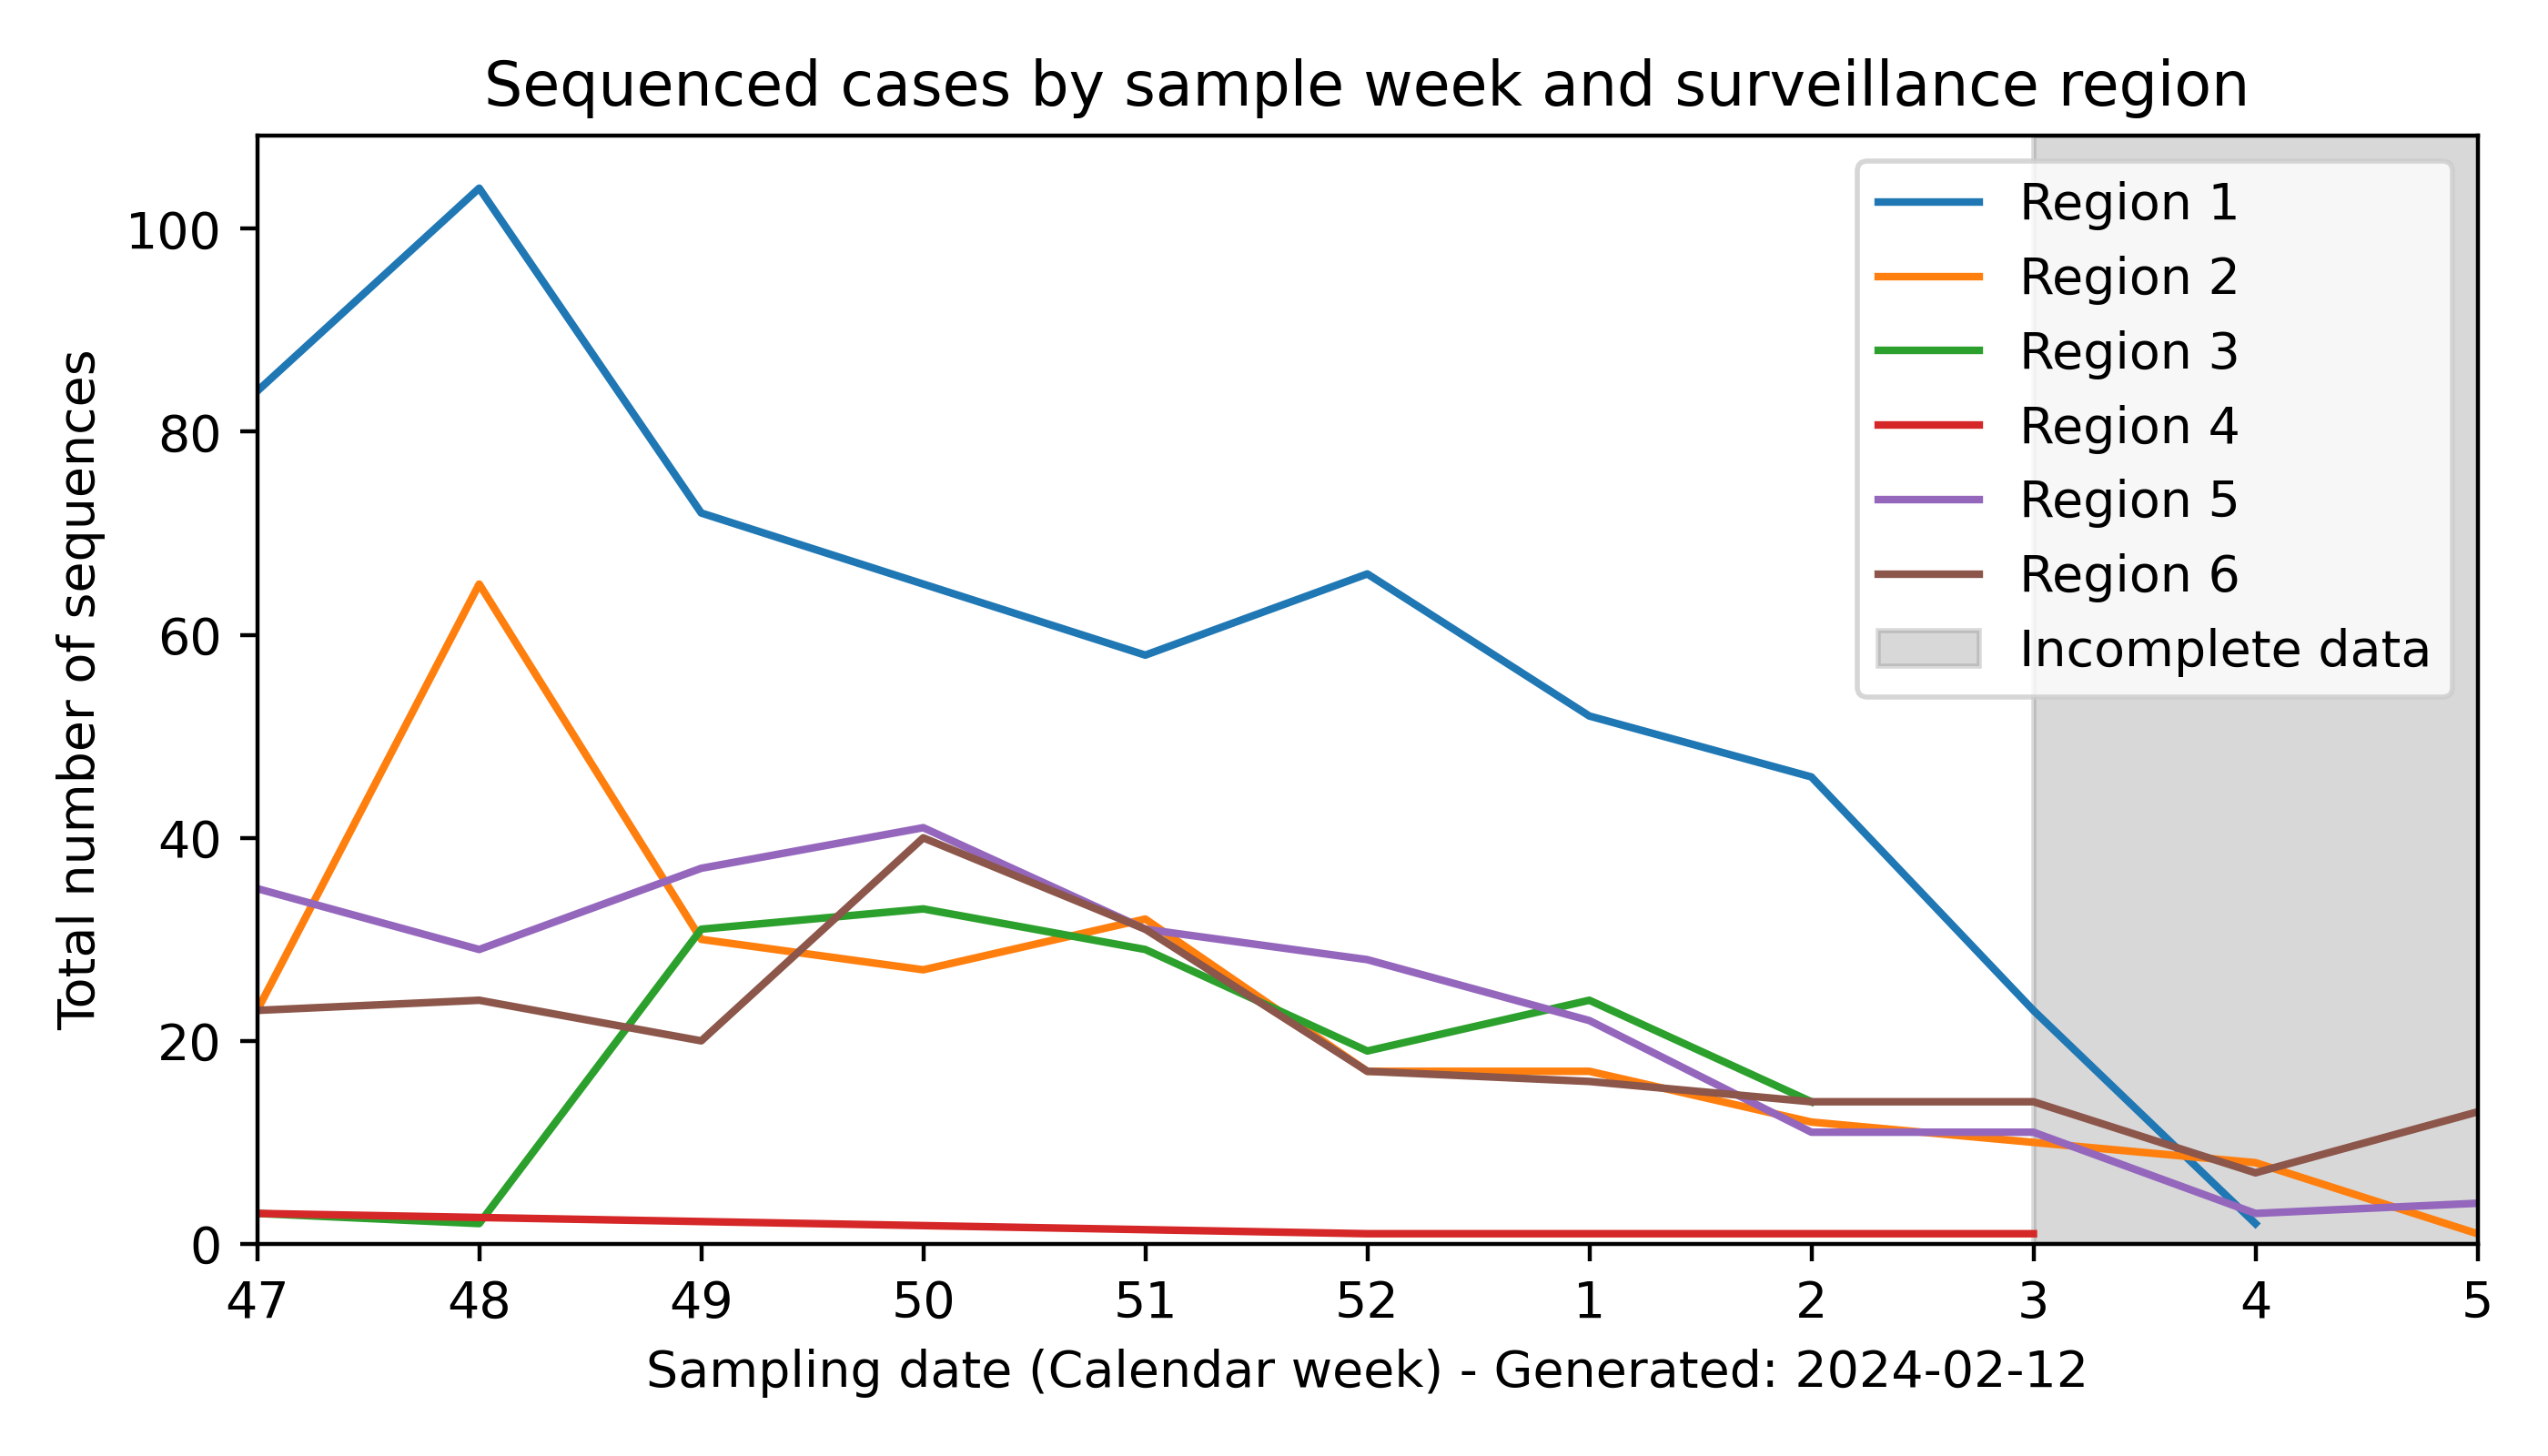 Sequenced cases by sample week and surveillance region
Total number of sequences
100
80
60
40
20
0
Region 1
Region 2
Region 3
Region 4
Region 5
Region 6
Incomplete data
47 48 49 50 51 52 1 2 3 4 5
Sampling date (Calendar week) - Generated: 2024-02-12